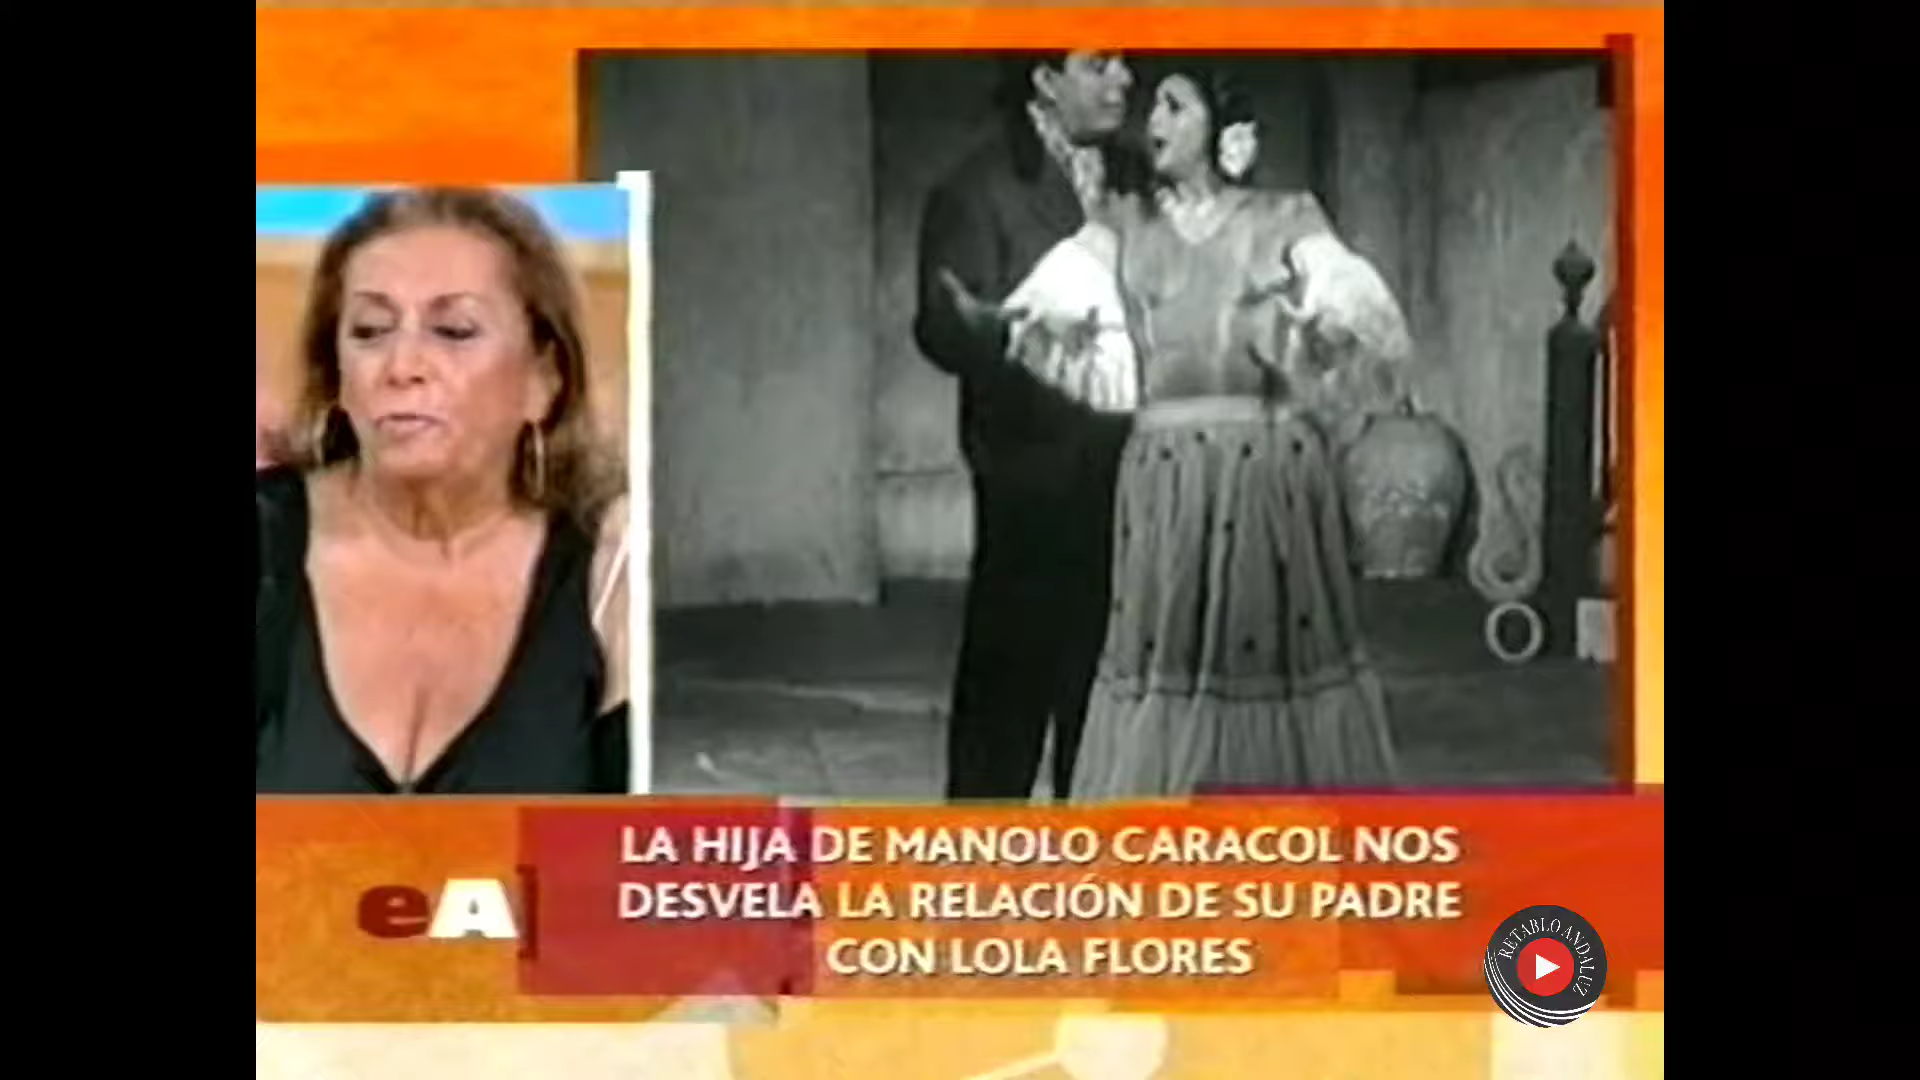 LA HIJA DE MANOLO CARACOL NOS
DESVELA LA RELACIÓN DE SU PADRE
CON LOLA FLORES
eA
RETABLO ANDALUZ